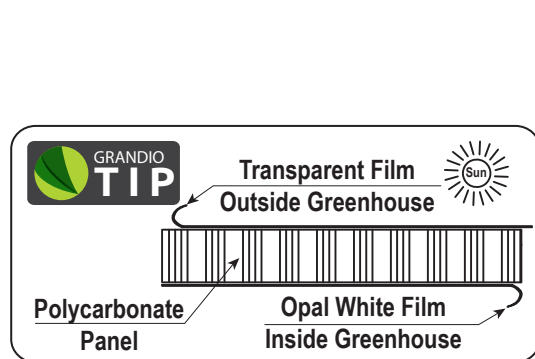 GRANDIO
TIP
Sun
Transparent Film
Outside Greenhouse
Polycarbonate
Panel
Opal White Film
Inside Greenhouse